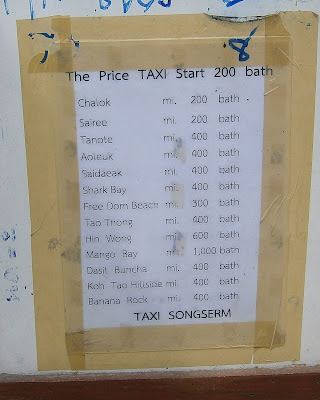 The Price TAXI Start 200 bath
Chalok mi. 200 bath
Sairee mi. 200 bath
Tanote mi. 400 bath
Aoleuk mi. 400 bath
Saidaeak mi. 400 bath
Shark Bay mi. 400 bath
Free Dom Beach mi. 300 bath
Tao Thong mi. 400 bath
Hin Wong mi. 600 bath
Mango Bay mi. 1,000 bath
Dasit Buncha mi. 400 bath
Koh Tao Hillside mi. 400 bath
Banana Rock mi. 400 bath
TAXI SONGSERM